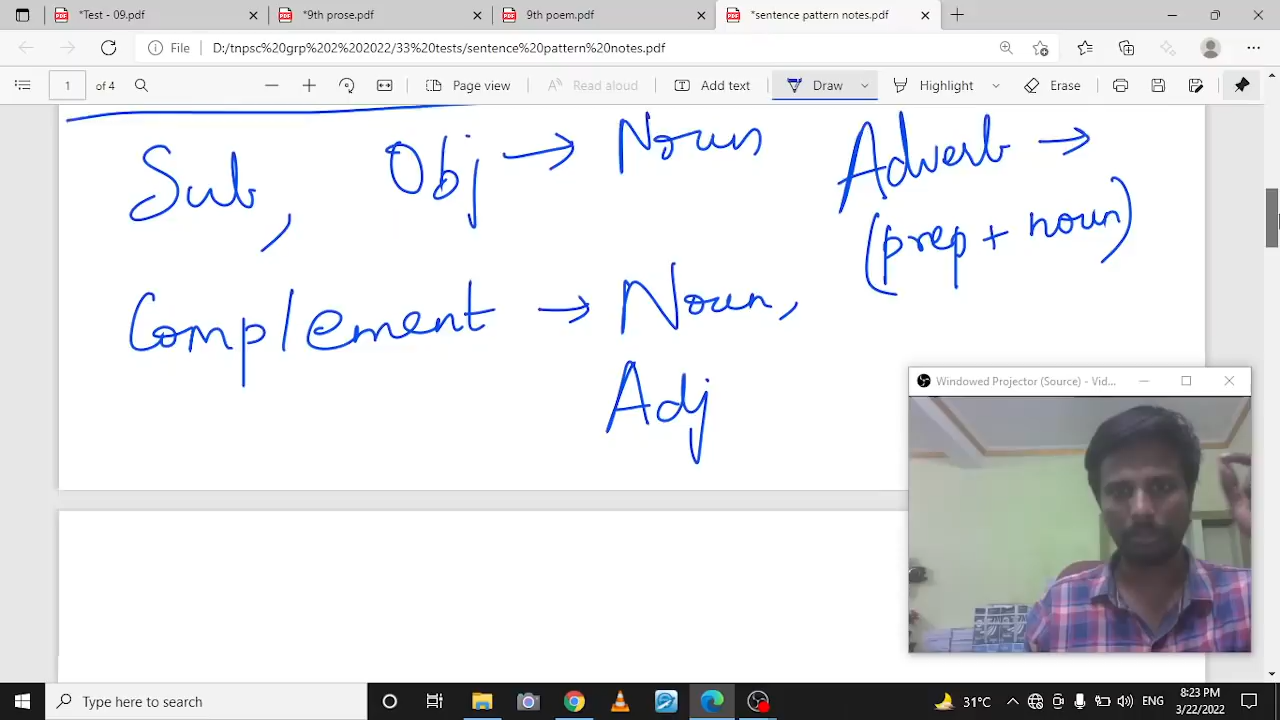 *Test - 09.pdf
*9th prose.pdf
9th poem.pdf
*sentence pattern notes.pdf
File
D:/tnpsc%20grp%202%202022/33%20tests/sentence%20pattern%20notes.pdf
1 of 4
Page view
Read aloud
Add text
Draw
Highlight
Erase
Sub, Obj → Noun
Adverb →
(prep + noun)
Complement → Noun,
Adj
Windowed Projector (Source) - Vid...
Type here to search
31°C
ENG
8:23 PM
3/22/2022